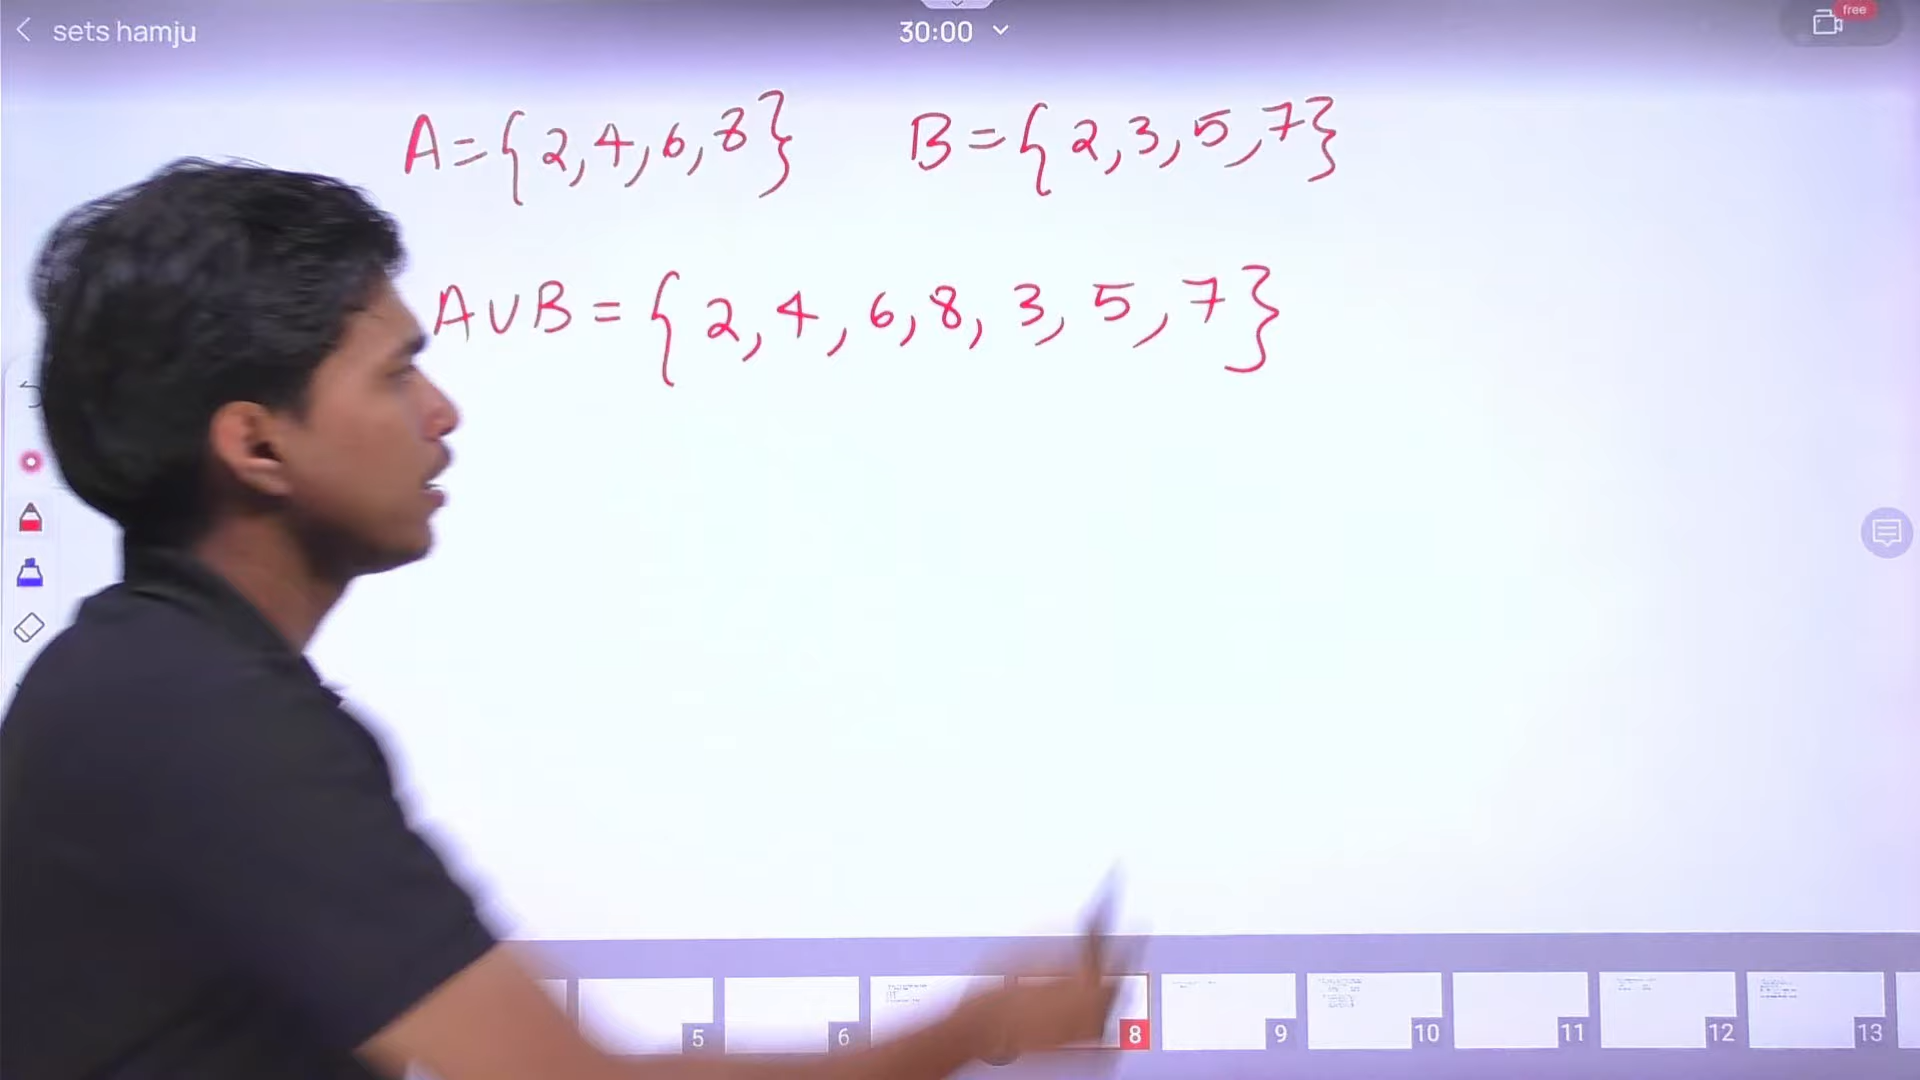 sets hamju
30:00
free
A={2,4,6,8} B={2,3,5,7}
A∪B={2,4,6,8,3,5,7}
5
6
8
9
10
11
12
13